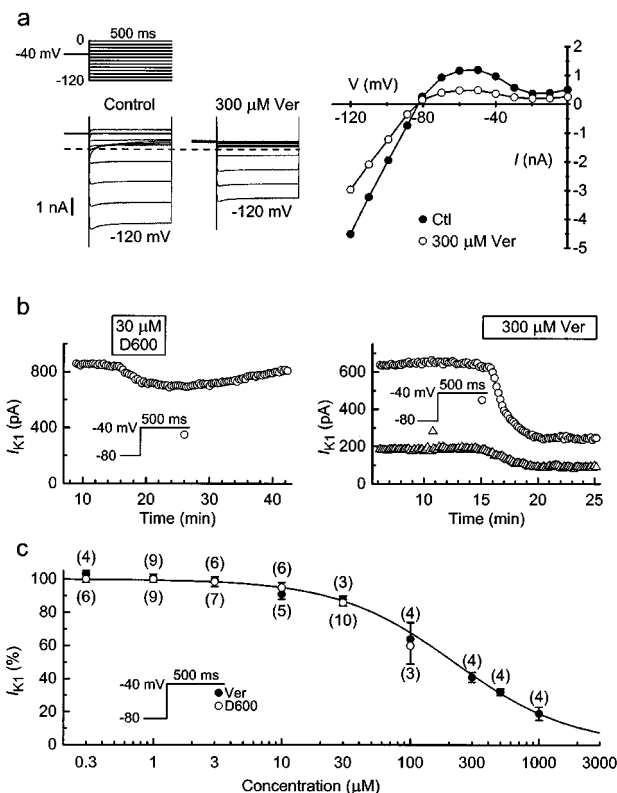 a
0
500 ms
-40 mV
-120
Control
300 µM Ver
1 nA
-120 mV
-120 mV
V (mV)
-120
-80
-40
2
1
0
-1
-2
-3
-4
-5
I (nA)
Ctl
300 µM Ver
b
30 µM
D600
800
400
0
IK1 (pA)
500 ms
-40 mV
-80
10
20
30
40
Time (min)
300 µM Ver
600
400
200
0
IK1 (pA)
500 ms
-40 mV
-80
10
15
20
25
Time (min)
c
(4)
(9)
(6)
(6)
(3)
(4)
(4)
(4)
(4)
(6)
(9)
(7)
(5)
(10)
(3)
100
80
60
40
20
0
IK1 (%)
500 ms
-40 mV
-80
Ver
D600
0.3
1
3
10
30
100
300
1000
3000
Concentration (µM)